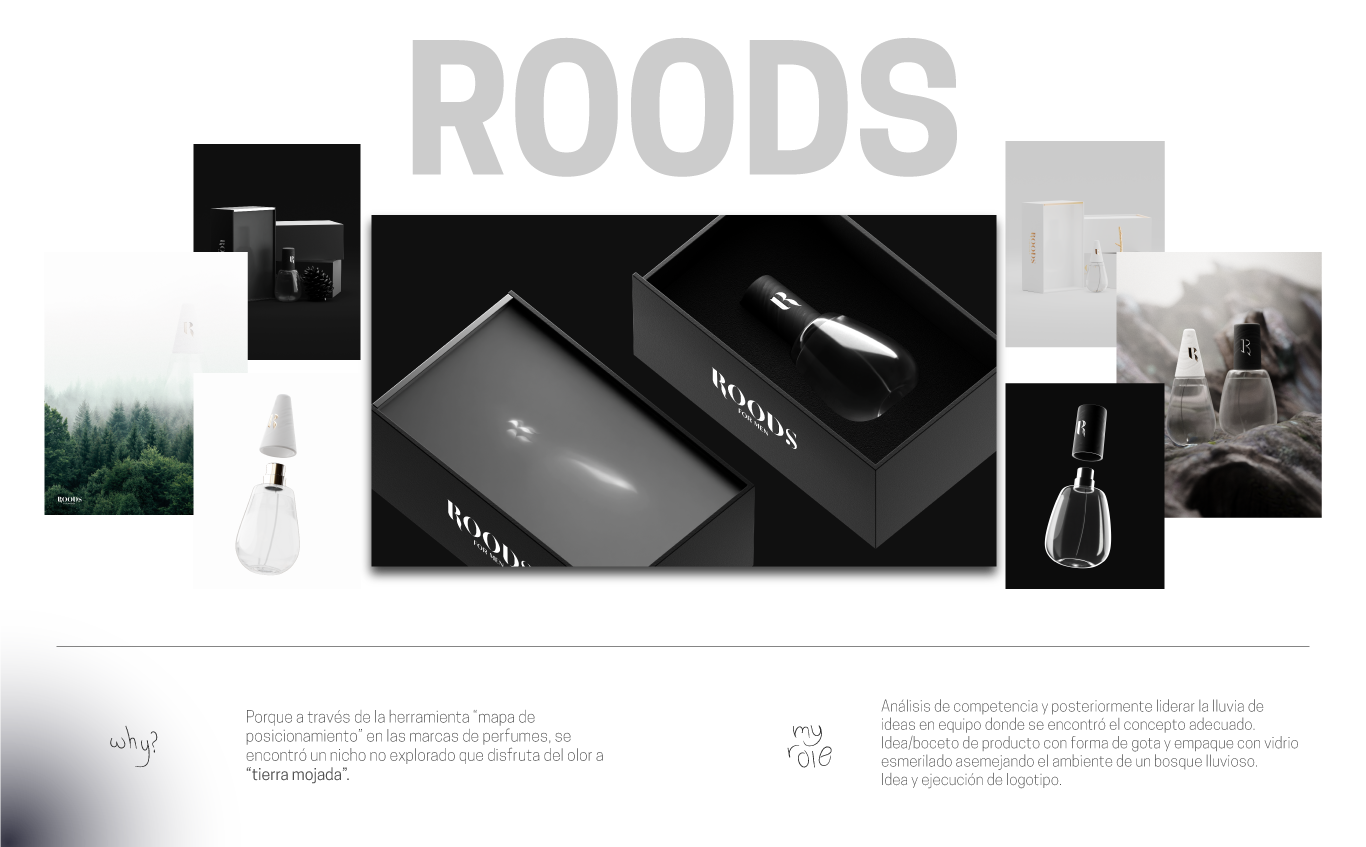 ROODS
ROODS
R
ROODS
R
R
ROODS
FOR MEN
ROODS
FOR MEN
R
R
R
ROODS
why?
Porque a través de la herramienta “mapa de
posicionamiento” en las marcas de perfumes, se
encontró un nicho no explorado que disfruta del olor a
“tierra mojada”.
my
role
Análisis de competencia y posteriormente liderar la lluvia de
ideas en equipo donde se encontró el concepto adecuado.
Idea/boceto de producto con forma de gota y empaque con vidrio
esmerilado asemejando el ambiente de un bosque lluvioso.
Idea y ejecución de logotipo.